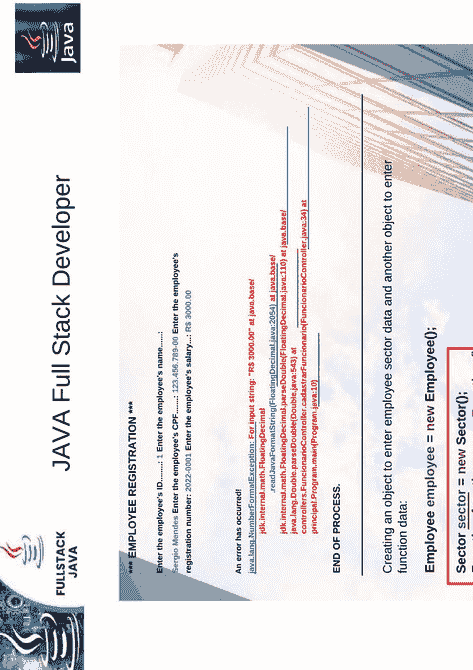 Java
FULLSTACK
JAVA
JAVA Full Stack Developer
*** EMPLOYEE REGISTRATION ***
Enter the employee's ID........: 1 Enter the employee's name......:
Sergio Mendes Enter the employee's CPF.......: 123.456.789-00 Enter the employee's
registration number: 2022-0001 Enter the employee's salary...: R$ 3000.00
An error has occurred!
java.lang.NumberFormatException: For input string: "R$ 3000.00" at java.base/
jdk.internal.math.FloatingDecimal
.readJavaFormatString(FloatingDecimal.java:2054) at java.base/
jdk.internal.math.FloatingDecimal.parseDouble(FloatingDecimal.java:110) at java.base/
java.lang.Double.parseDouble(Double.java:543) at
controllers.FuncionarioController.cadastrarFuncionario(FuncionarioController.java:34) at
principal.Program.main(Program.java:10)
END OF PROCESS.
Creating an object to enter employee sector data and another object to enter
function data:
Employee employee = new Employee();
Sector sector = new Sector();